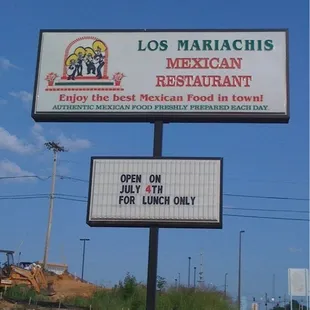 LOS MARIACHIS
MEXICAN
RESTAURANT
Enjoy the best Mexican Food in town!
AUTHENTIC MEXICAN FOOD FRESHLY PREPARED EACH DAY.
OPEN ON
JULY 4TH
FOR LUNCH ONLY